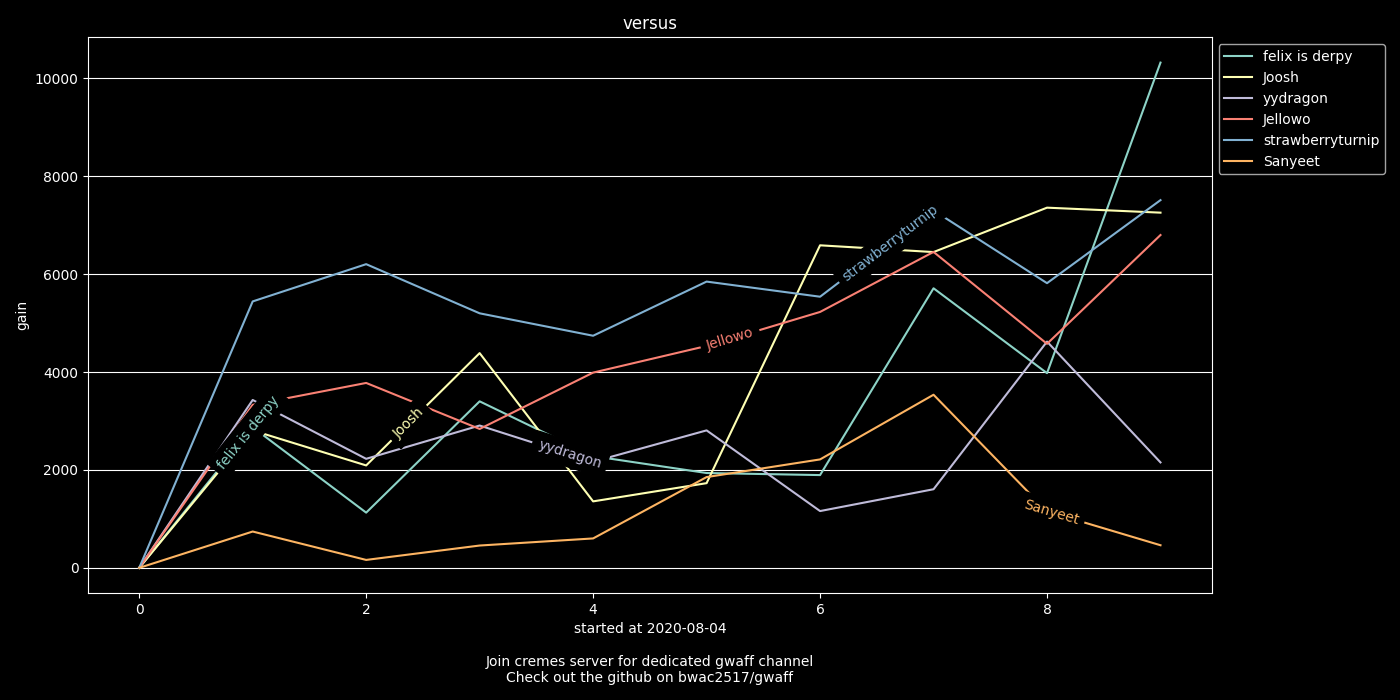 versus
10000
8000
6000
4000
2000
0
gain
felix is derpy
Joosh
yydragon
Jellowo
strawberryturnip
Sanyeet
0
2
4
6
8
started at 2020-08-04
Join cremes server for dedicated gwaff channel
Check out the github on bwac2517/gwaff
felix is derpy
Joosh
yydragon
Jellowo
strawberryturnip
Sanyeet